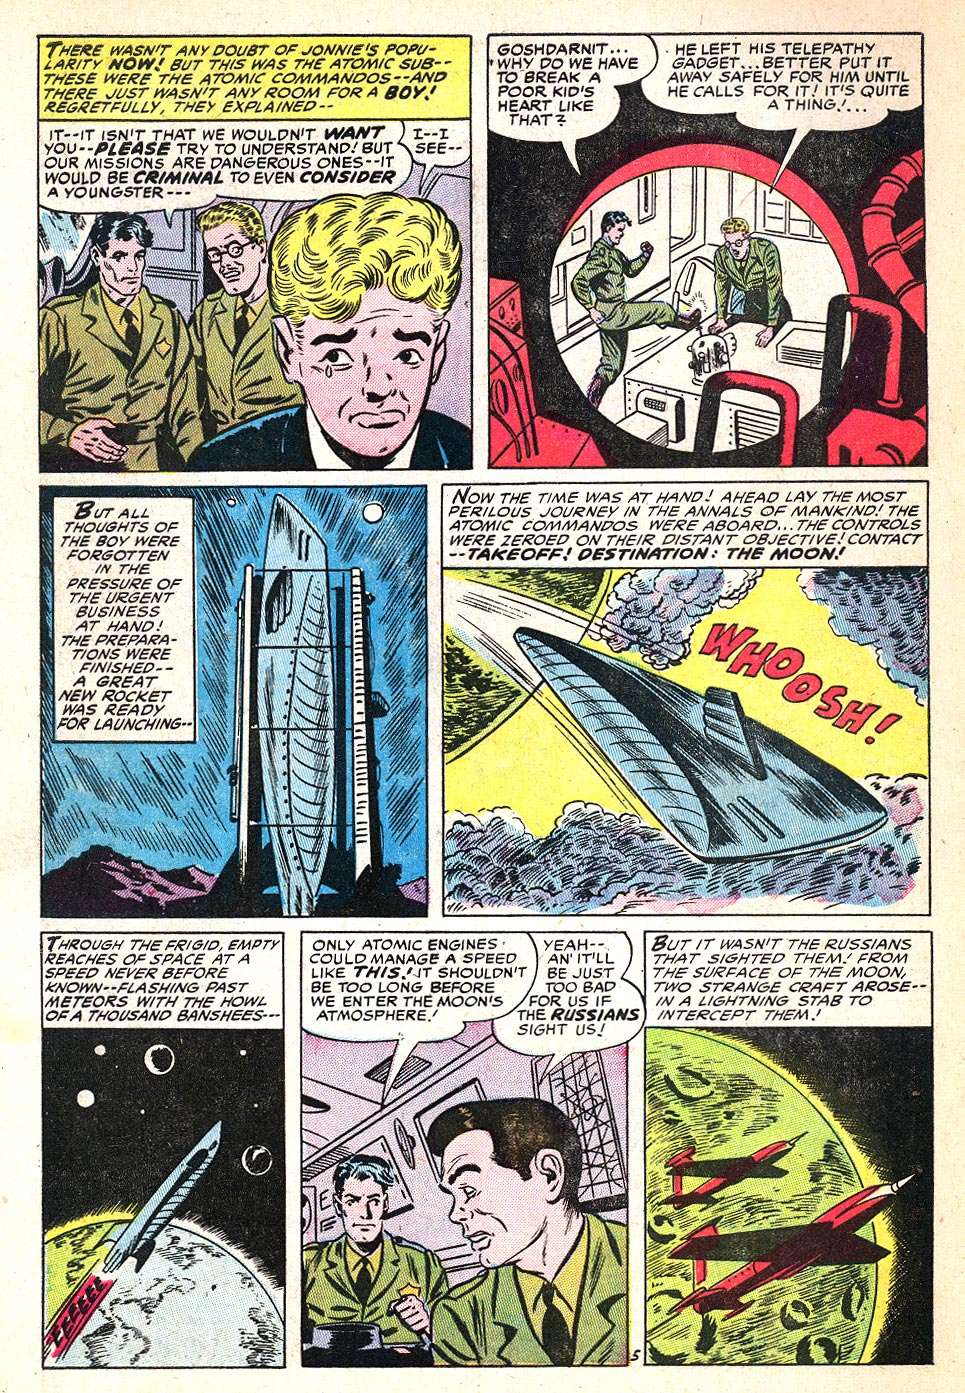 THERE WASN'T ANY DOUBT OF JONNIE'S POPU-
LARITY NOW! BUT THIS WAS THE ATOMIC SUB--
THESE WERE THE ATOMIC COMMANDOS--AND
THERE JUST WASN'T ANY ROOM FOR A BOY!
REGRETFULLY, THEY EXPLAINED--
IT--IT ISN'T THAT WE WOULDN'T WANT
YOU--PLEASE TRY TO UNDERSTAND! BUT
OUR MISSIONS ARE DANGEROUS ONES--IT
WOULD BE CRIMINAL TO EVEN CONSIDER
A YOUNGSTER---
I--I
SEE--
GOSHDARNIT...
WHY DO WE HAVE
TO BREAK A
POOR KID'S
HEART LIKE
THAT?
HE LEFT HIS TELEPATHY
GADGET...BETTER PUT IT
AWAY SAFELY FOR HIM UNTIL
HE CALLS FOR IT! IT'S QUITE
A THING!...
BUT ALL
THOUGHTS OF
THE BOY WERE
FORGOTTEN
IN THE
PRESSURE OF
THE URGENT
BUSINESS
AT HAND!
THE PREPARA-
TIONS WERE
FINISHED--
A GREAT
NEW ROCKET
WAS READY
FOR LAUNCHING--
NOW THE TIME WAS AT HAND! AHEAD LAY THE MOST
PERILOUS JOURNEY IN THE ANNALS OF MANKIND! THE
ATOMIC COMMANDOS WERE ABOARD...THE CONTROLS
WERE ZEROED ON THEIR DISTANT OBJECTIVE! CONTACT
--TAKEOFF! DESTINATION: THE MOON!
WHOOSH!
THROUGH THE FRIGID, EMPTY
REACHES OF SPACE AT A
SPEED NEVER BEFORE
KNOWN--FLASHING PAST
METEORS WITH THE HOWL
OF A THOUSAND BANSHEES---
ONLY ATOMIC ENGINES
COULD MANAGE A SPEED
LIKE THIS! IT SHOULDN'T
BE TOO LONG BEFORE
WE ENTER THE MOON'S
ATMOSPHERE!
YEAH--
AN' IT'LL
BE JUST
TOO BAD
FOR US IF
THE RUSSIANS
SIGHT US!
BUT IT WASN'T THE RUSSIANS
THAT SIGHTED THEM! FROM
THE SURFACE OF THE MOON,
TWO STRANGE CRAFT AROSE--
IN A LIGHTNING STAB TO
INTERCEPT THEM!
5